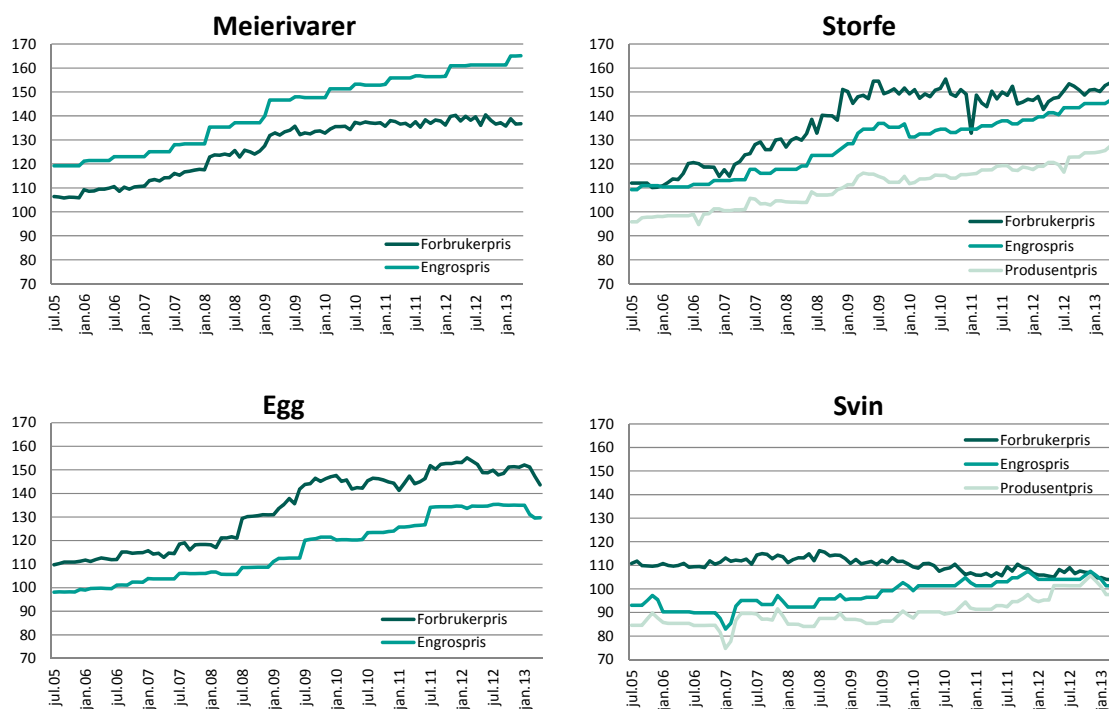 Meierivarer
170
160
150
140
130
120
110
100
90
80
70
Forbrukerpris
Engrospris
jul.05
jan.06
jul.06
jan.07
jul.07
jan.08
jul.08
jan.09
jul.09
jan.10
jul.10
jan.11
jul.11
jan.12
jul.12
jan.13
Storfe
170
160
150
140
130
120
110
100
90
80
70
Forbrukerpris
Engrospris
Produsentpris
jul.05
jan.06
jul.06
jan.07
jul.07
jan.08
jul.08
jan.09
jul.09
jan.10
jul.10
jan.11
jul.11
jan.12
jul.12
jan.13
Egg
170
160
150
140
130
120
110
100
90
80
70
Forbrukerpris
Engrospris
jul.05
jan.06
jul.06
jan.07
jul.07
jan.08
jul.08
jan.09
jul.09
jan.10
jul.10
jan.11
jul.11
jan.12
jul.12
jan.13
Svin
170
160
150
140
130
120
110
100
90
80
70
Forbrukerpris
Engrospris
Produsentpris
jul.05
jan.06
jul.06
jan.07
jul.07
jan.08
jul.08
jan.09
jul.09
jan.10
jul.10
jan.11
jul.11
jan.12
jul.12
jan.13